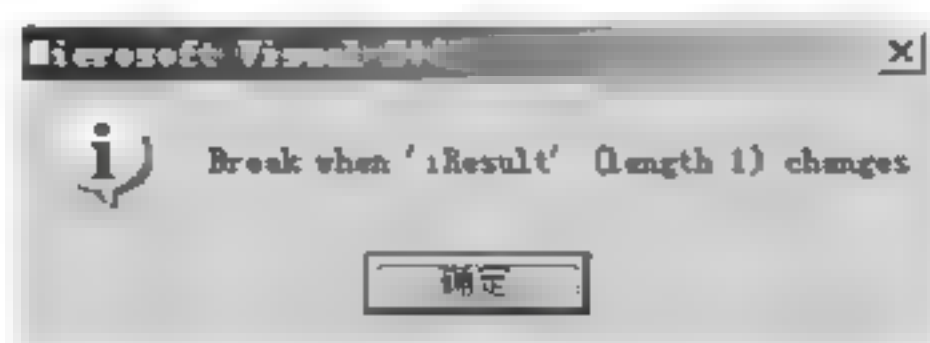 Microsoft Visual C++
Break when 'iResult' (length 1) changes
确定